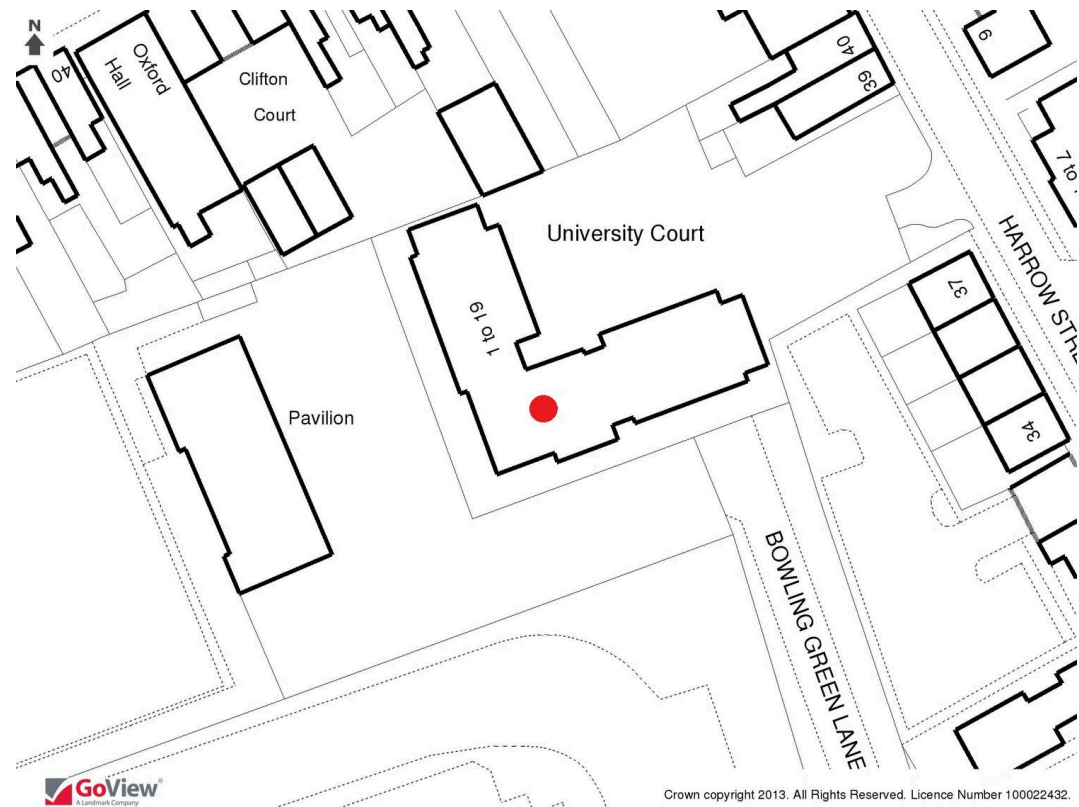 N
40
Oxford
Hall
Clifton
Court
40
39
9
7 to
HARROW STRE
University Court
1 to 19
37
34
Pavilion
BOWLING GREEN LANE
GoView®
A Landmark Company
Crown copyright 2013. All Rights Reserved. Licence Number 100022432.